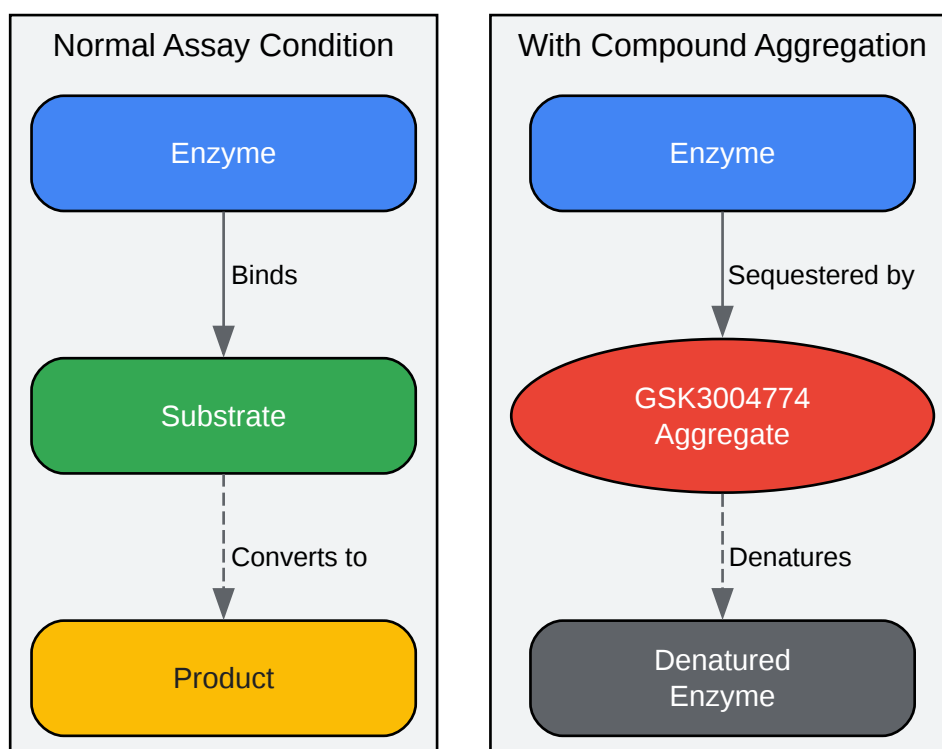 Normal Assay Condition
Enzyme
Binds
Substrate
Converts to
Product
With Compound Aggregation
Enzyme
Sequestered by
GSK3004774
Aggregate
Denatures
Denatured
Enzyme